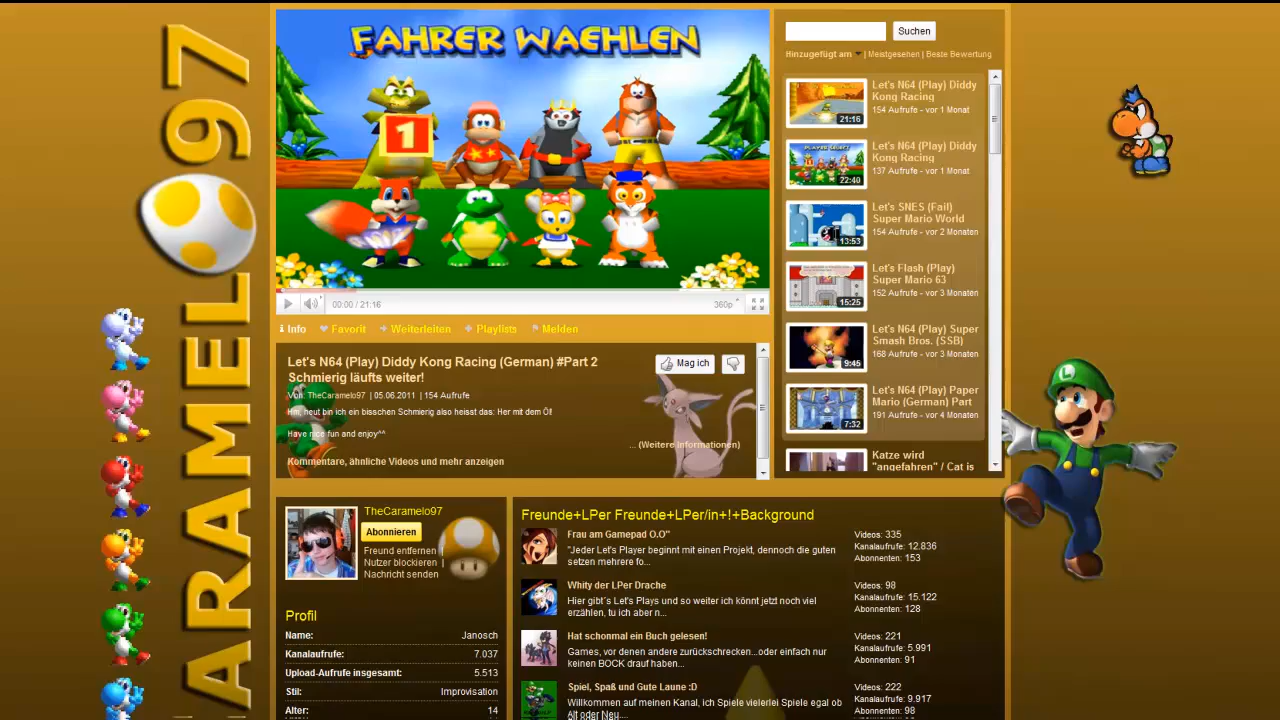 ARAMEL 97
FAHRER WAEHLEN
1
00:00 / 21:16
360p
Info
Favorit
Weiterleiten
Playlists
Melden
Let's N64 (Play) Diddy Kong Racing (German) #Part 2
Schmierig läufts weiter!
Mag ich
Von: TheCaramelo97 | 05.06.2011 | 154 Aufrufe
Hm, heut bin ich ein bisschen Schmierig also heisst das: Her mit dem Öl!
Have nice fun and enjoy^^
... (Weitere Informationen)
Kommentare, ähnliche Videos und mehr anzeigen
Suchen
Hinzugefügt am | Meistgesehen | Beste Bewertung
Let's N64 (Play) Diddy
Kong Racing
154 Aufrufe - vor 1 Monat
21:16
Let's N64 (Play) Diddy
Kong Racing
137 Aufrufe - vor 1 Monat
PLAYER SELECT
22:40
Let's SNES (Fail)
Super Mario World
154 Aufrufe - vor 2 Monaten
13:53
Let's Flash (Play)
Super Mario 63
152 Aufrufe - vor 3 Monaten
15:25
Let's N64 (Play) Super
Smash Bros. (SSB)
168 Aufrufe - vor 3 Monaten
9:45
Let's N64 (Play) Paper
Mario (German) Part
191 Aufrufe - vor 4 Monaten
7:32
Katze wird
"angefahren" / Cat is
L
TheCaramelo97
Abonnieren
Freund entfernen |
Nutzer blockieren |
Nachricht senden
Profil
Name: Janosch
Kanalaufrufe: 7.037
Upload-Aufrufe insgesamt: 5.513
Stil: Improvisation
Alter: 14
Freunde+LPer Freunde+LPer/in+!+Background
Frau am Gamepad O.O"
"Jeder Let's Player beginnt mit einen Projekt, dennoch die guten
setzen mehrere fo...
Videos: 335
Kanalaufrufe: 12.836
Abonnenten: 153
Whity der LPer Drache
Hier gibt´s Let's Plays und so weiter ich könnt jetzt noch viel
erzählen, tu ich aber n...
Videos: 98
Kanalaufrufe: 15.122
Abonnenten: 128
Hat schonmal ein Buch gelesen!
Games, vor denen andere zurückschrecken...oder einfach nur
keinen BOCK drauf haben...
Videos: 221
Kanalaufrufe: 5.991
Abonnenten: 91
Spiel, Spaß und Gute Laune :D
Willkommen auf meinen Kanal, ich Spiele vielerlei Spiele egal ob
Alt oder Neu....
Videos: 222
Kanalaufrufe: 9.917
Abonnenten: 98